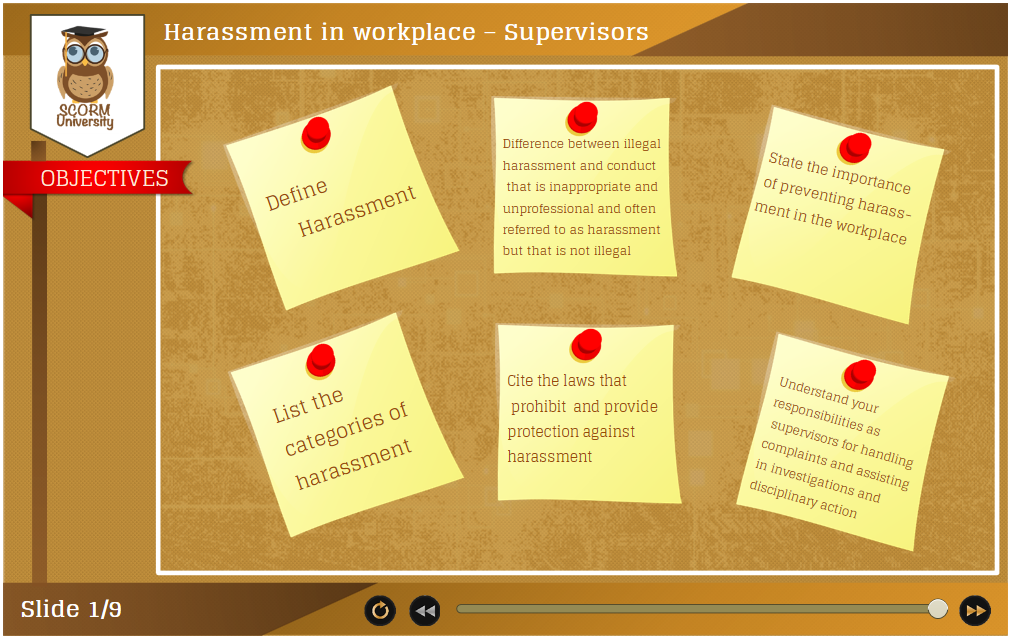 Harassment in workplace – Supervisors
SCORM
University
OBJECTIVES
Define
Harassment
Difference between illegal
harassment and conduct
that is inappropriate and
unprofessional and often
referred to as harassment
but that is not illegal
State the importance
of preventing harass-
ment in the workplace
List the
categories of
harassment
Cite the laws that
prohibit and provide
protection against
harassment
Understand your
responsibilities as
supervisors for handling
complaints and assisting
in investigations and
disciplinary action
Slide 1/9